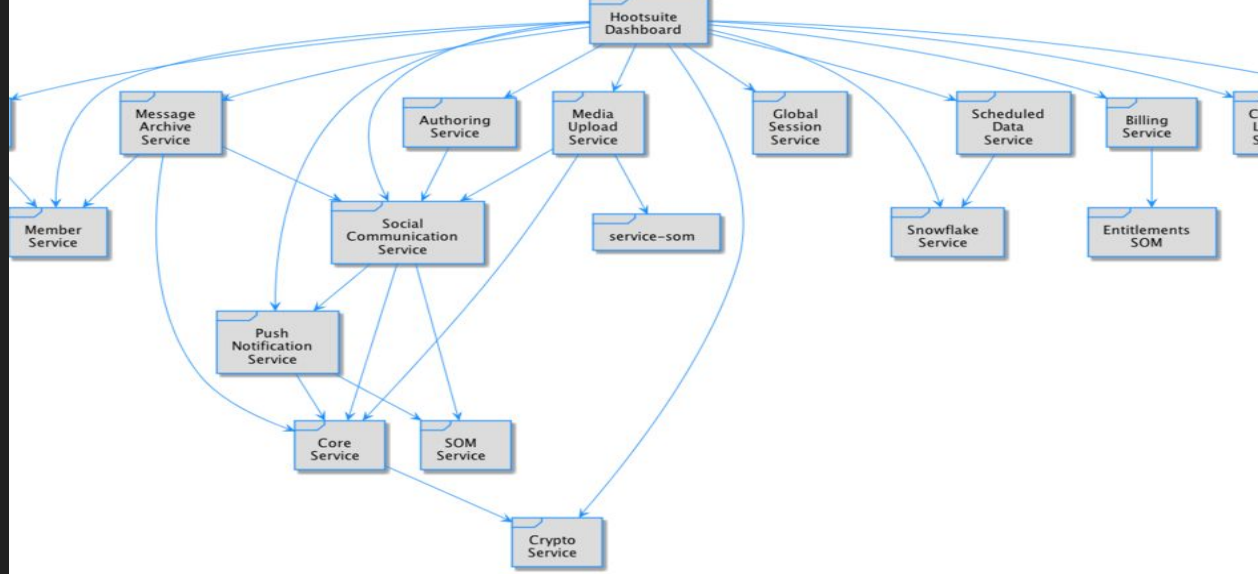 Hootsuite
Dashboard
Message
Archive
Service
Authoring
Service
Media
Upload
Service
Global
Session
Service
Scheduled
Data
Service
Billing
Service
Member
Service
Social
Communication
Service
service-som
Snowflake
Service
Entitlements
SOM
Push
Notification
Service
Core
Service
SOM
Service
Crypto
Service